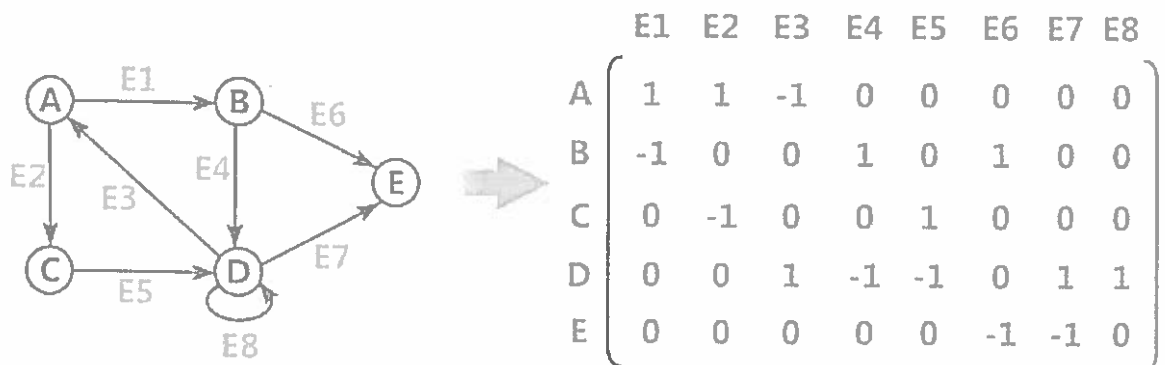 E1 E2 E3 E4 E5 E6 E7 E8
A E1 B
E6
A 1 1 -1 0 0 0 0 0
B -1 0 0 1 0 1 0 0
E2 E3 E4 E
C 0 -1 0 0 1 0 0 0
C E5 D E7
D 0 0 1 -1 -1 0 1 1
E8
E 0 0 0 0 0 -1 -1 0